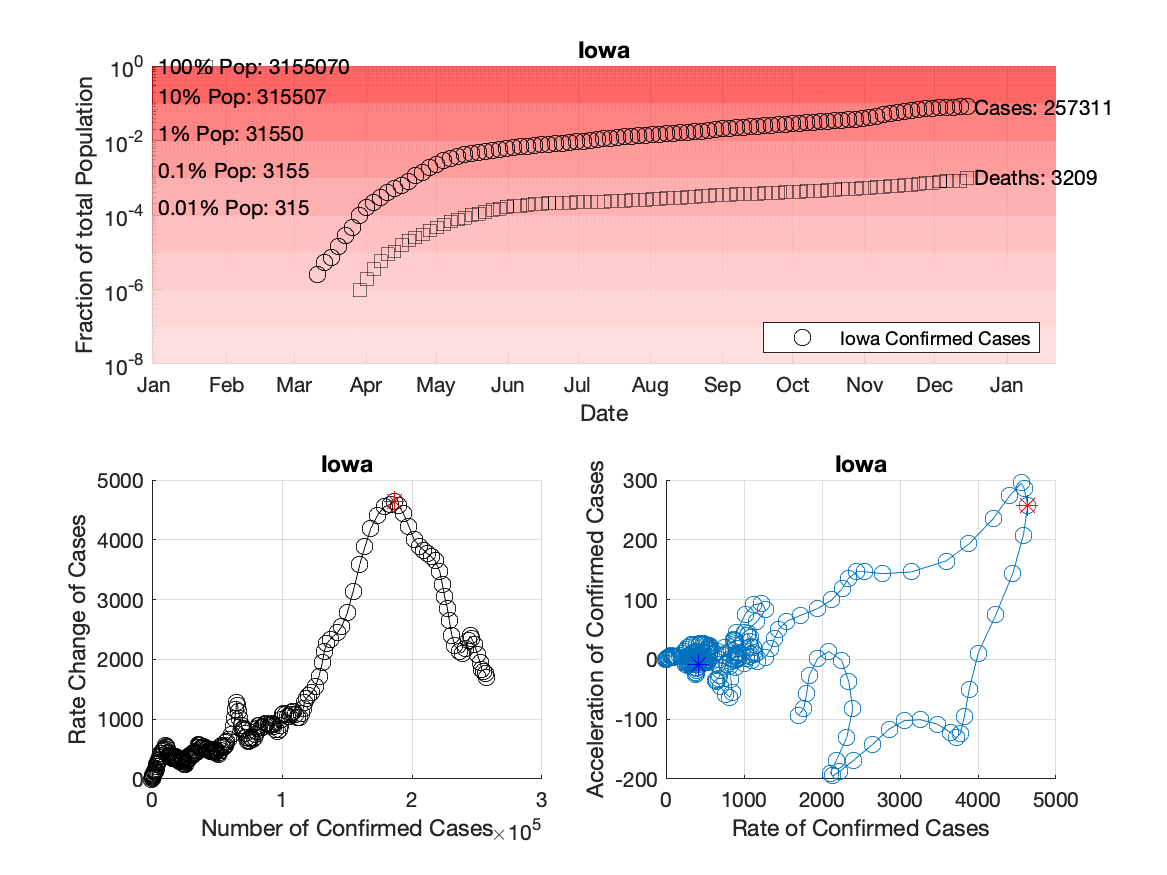 Iowa
10^0
10^-2
10^-4
10^-6
10^-8
Fraction of total Population
100% Pop: 3155070
10% Pop: 315507
1% Pop: 31550
0.1% Pop: 3155
0.01% Pop: 315
Cases: 257311
Deaths: 3209
Iowa Confirmed Cases
Jan Feb Mar Apr May Jun Jul Aug Sep Oct Nov Dec Jan
Date
Iowa
5000
4000
3000
2000
1000
0
Rate Change of Cases
0 1 2 3
Number of Confirmed Cases ×10^5
Iowa
300
200
100
0
-100
-200
Acceleration of Confirmed Cases
0 1000 2000 3000 4000 5000
Rate of Confirmed Cases